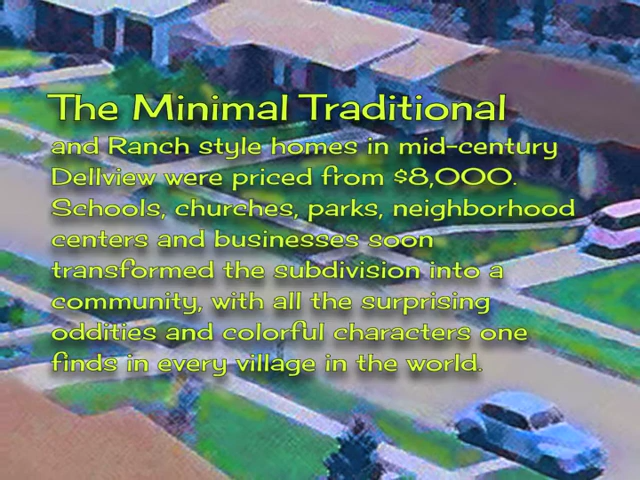 The Minimal Traditional
and Ranch style homes in mid-century
Dellview were priced from $8,000.
Schools, churches, parks, neighborhood
centers and businesses soon
transformed the subdivision into a
community, with all the surprising
oddities and colorful characters one
finds in every village in the world.